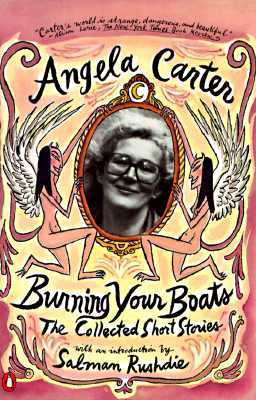 "Carter's world is strange, dangerous, and beautiful"
-Alison Lurie, The New York Times Book Review
Angela Carter
C
Burning Your Boats
The Collected Short Stories
with an introduction by
Salman Rushdie